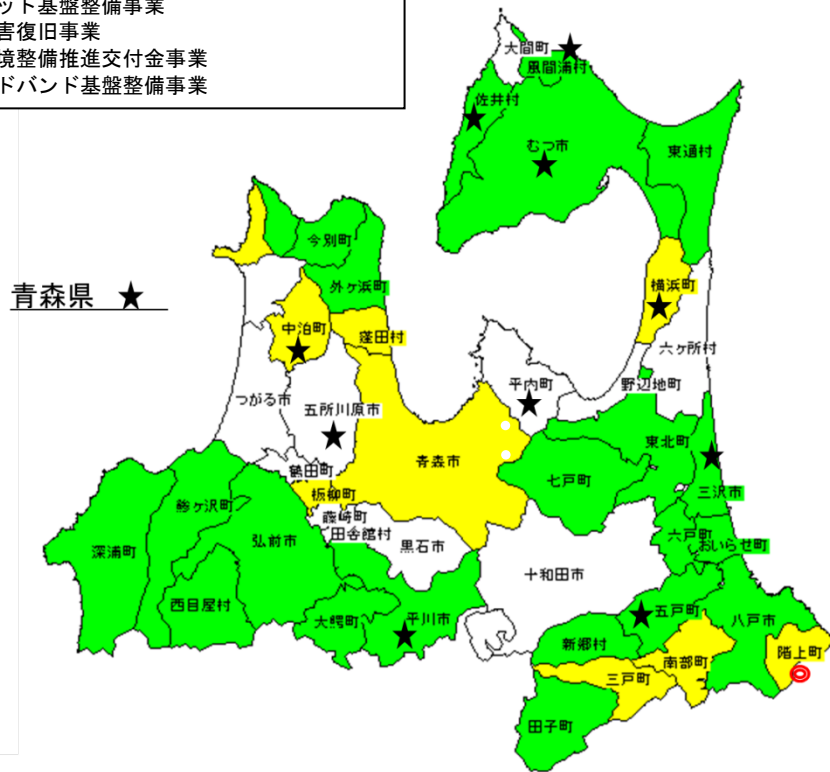 ット基盤整備事業
害復旧事業
境整備推進交付金事業
ドバンド基盤整備事業
大間町
風間浦村
佐井村
むつ市
東通村
今別町
外ヶ浜町
青森県 ★
横浜町
中泊町
蓬田村
六ヶ所村
平内町
野辺地町
つがる市
五所川原市
東北町
青森市
鶴田町
七戸町
三沢市
板柳町
鰺ヶ沢町
藤崎町
田舎館村
六戸町
おいらせ町
弘前市
黒石市
深浦町
十和田市
西目屋村
五戸町
八戸市
大鰐町
平川市
新郷村
階上町
南部町
三戸町
田子町